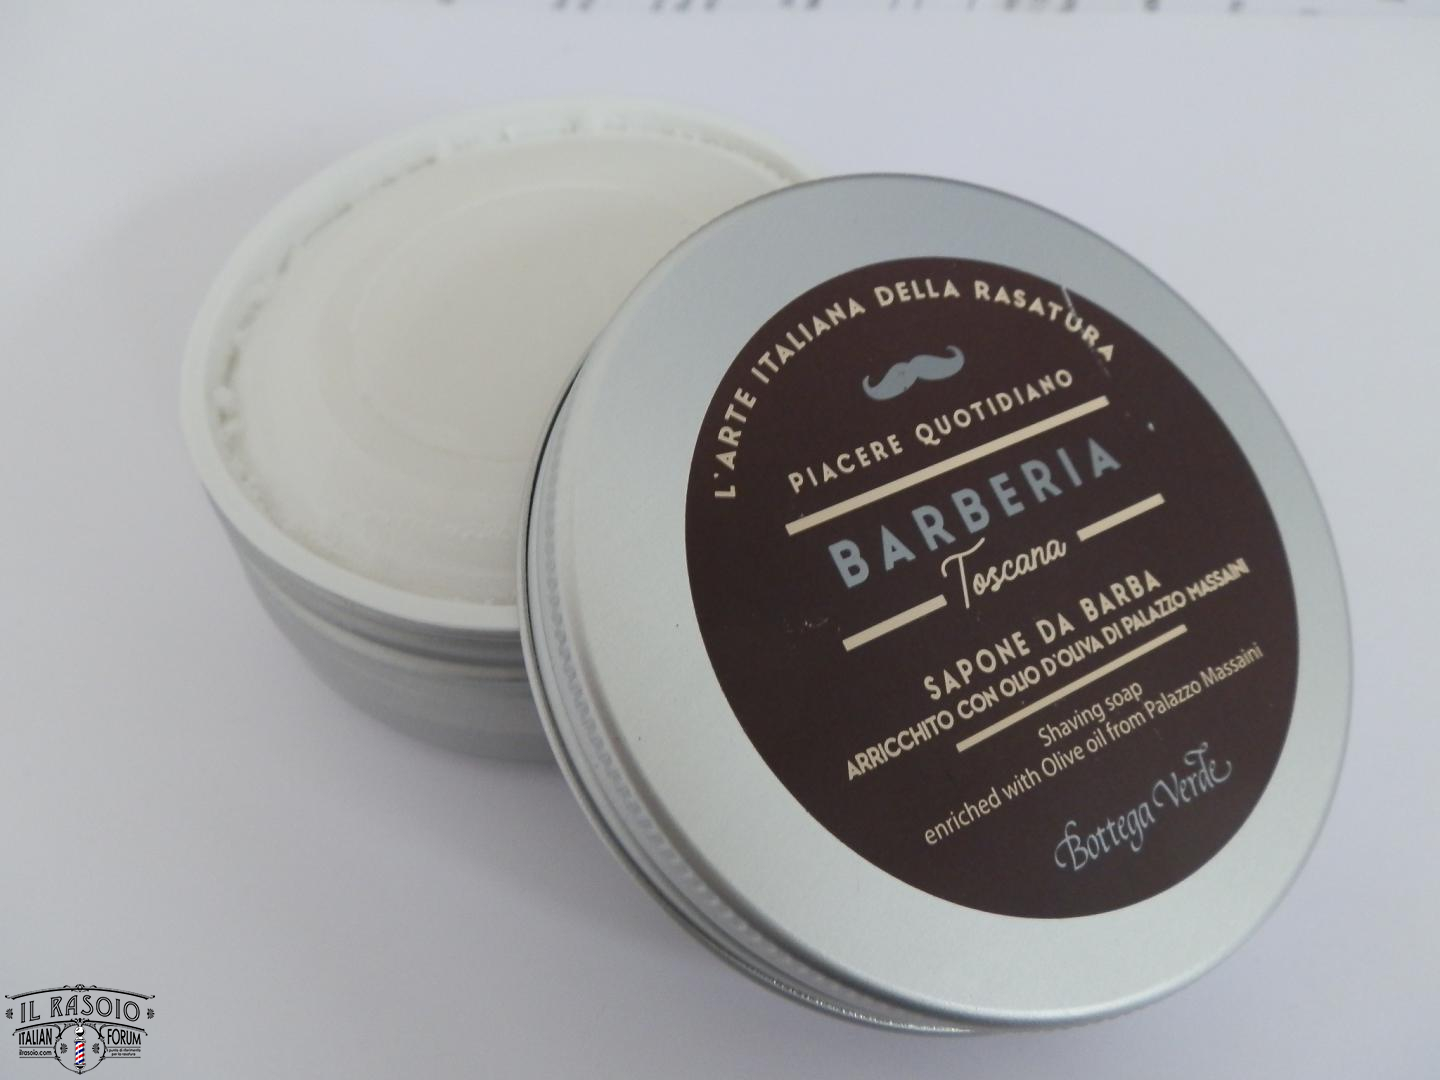 L'ARTE ITALIANA DELLA RASATURA
PIACERE QUOTIDIANO
BARBERIA
Toscana
SAPONE DA BARBA
ARRICCHITO CON OLIO D'OLIVA DI PALAZZO MASSAINI
Shaving soap
enriched with Olive oil from Palazzo Massaini
Bottega Verde
IL RASOIO
ITALIAN FORUM
ilrasoio.com